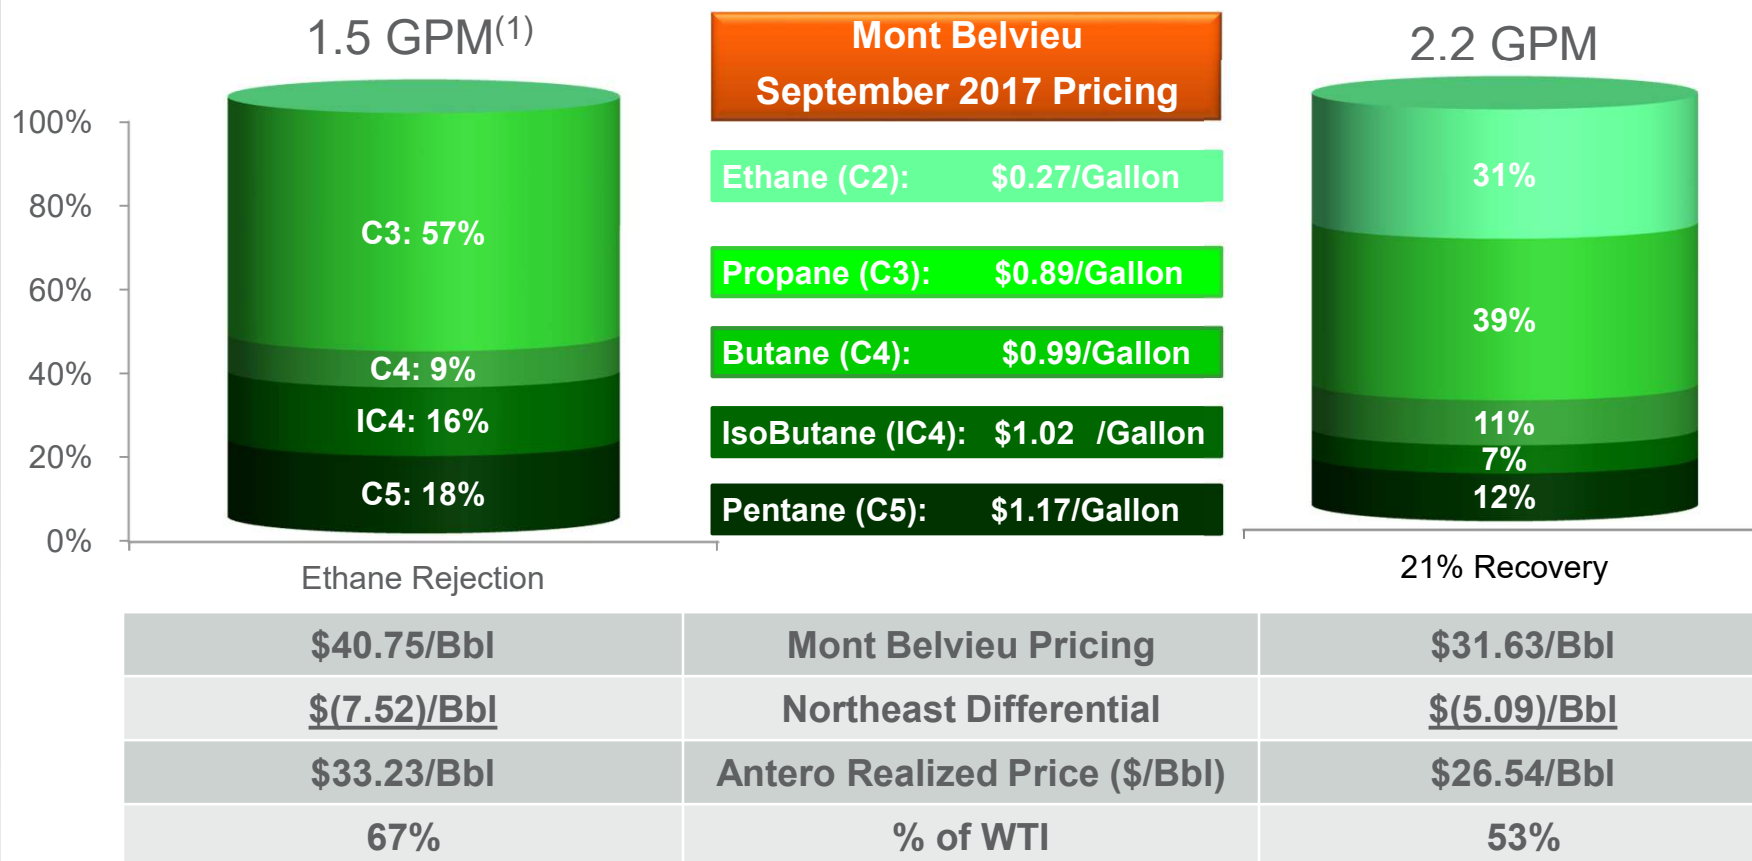 1.5 GPM(1)
Mont Belvieu
September 2017 Pricing
2.2 GPM
100%
80%
60%
40%
20%
0%
C3: 57%
C4: 9%
IC4: 16%
C5: 18%
Ethane Rejection
Ethane (C2): $0.27/Gallon
Propane (C3): $0.89/Gallon
Butane (C4): $0.99/Gallon
IsoButane (IC4): $1.02 /Gallon
Pentane (C5): $1.17/Gallon
31%
39%
11%
7%
12%
21% Recovery
$40.75/Bbl Mont Belvieu Pricing $31.63/Bbl
$(7.52)/Bbl Northeast Differential $(5.09)/Bbl
$33.23/Bbl Antero Realized Price ($/Bbl) $26.54/Bbl
67% % of WTI 53%